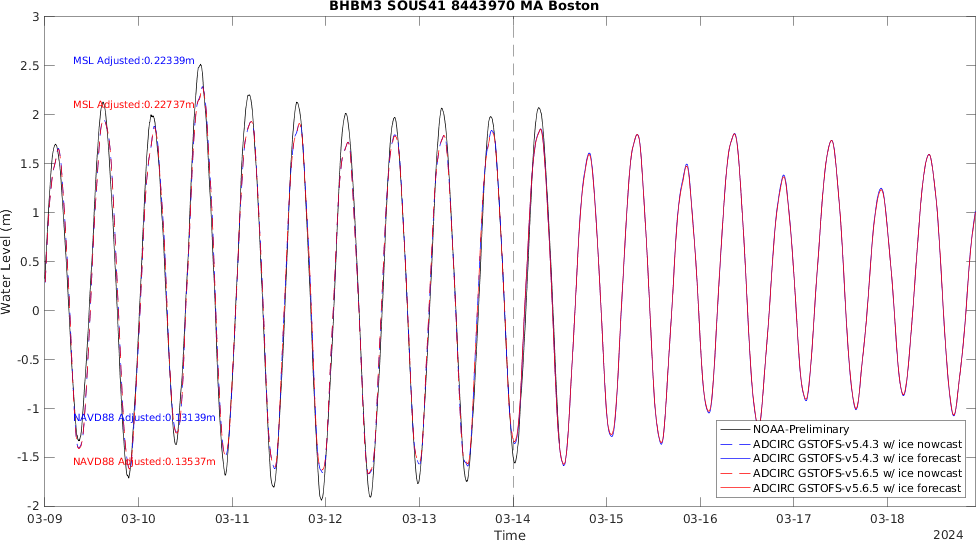 BHBM3 SOUS41 8443970 MA Boston
3
2.5
2
1.5
1
0.5
0
-0.5
-1
-1.5
-2
Water Level (m)
MSL Adjusted:0.22339m
MSL Adjusted:0.22737m
NAVD88 Adjusted:0.13139m
NAVD88 Adjusted:0.13537m
NOAA-Preliminary
ADCIRC GSTOFS-v5.4.3 w/ ice nowcast
ADCIRC GSTOFS-v5.4.3 w/ ice forecast
ADCIRC GSTOFS-v5.6.5 w/ ice nowcast
ADCIRC GSTOFS-v5.6.5 w/ ice forecast
03-09 03-10 03-11 03-12 03-13 03-14 03-15 03-16 03-17 03-18
Time
2024